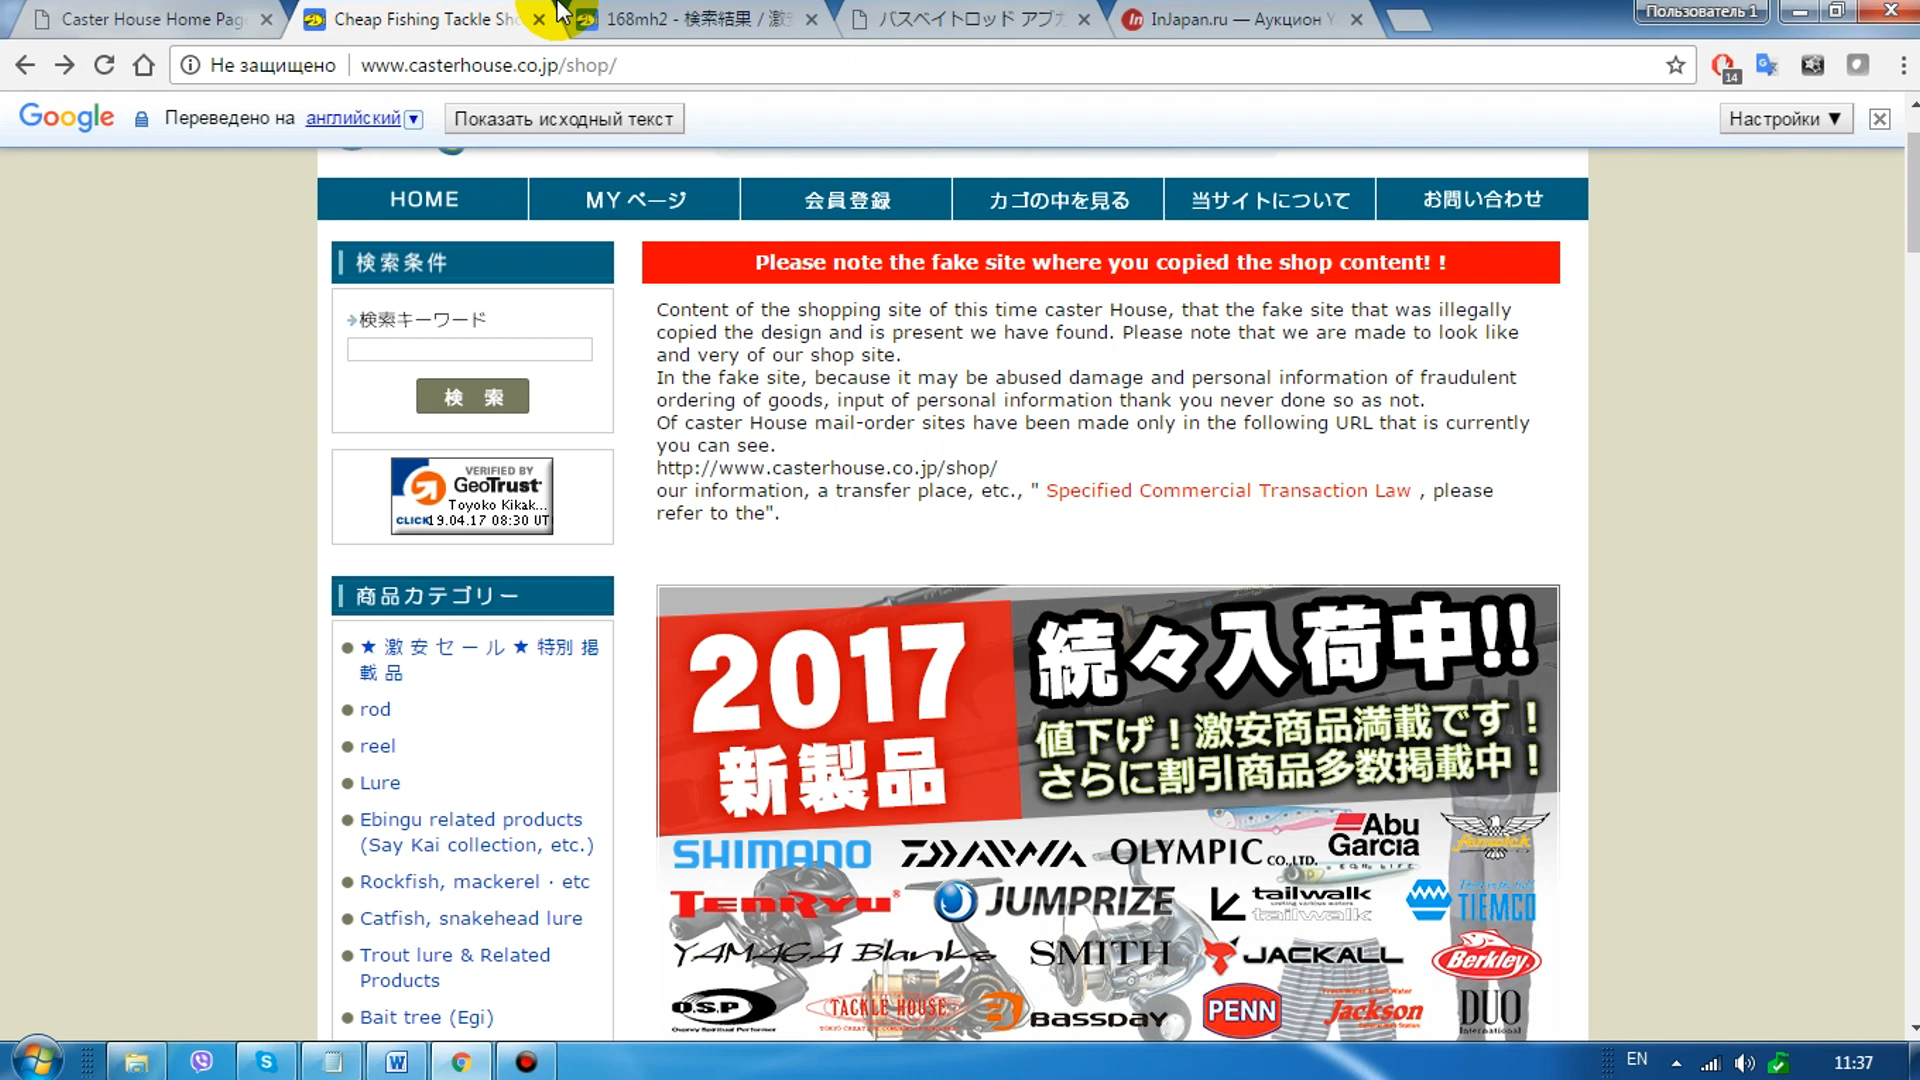 Caster House Home Pag
Cheap Fishing Tackle Sho
168mh2 - 検索結果 / 激安
バスベイトロッド アブガ
InJapan.ru — Аукцион Y
Пользователь 1
Не защищено
www.casterhouse.co.jp/shop/
14
Google
Переведено на английский
Показать исходный текст
Настройки ▼
HOME
MYページ
会員登録
カゴの中を見る
当サイトについて
お問い合わせ
検索条件
検索キーワード
検 索
VERIFIED BY
GeoTrust
Toyoko Kikak...
CLICK
19.04.17 08:30 UT
商品カテゴリー
★激安セール★特別掲
載品
rod
reel
Lure
Ebingu related products
(Say Kai collection, etc.)
Rockfish, mackerel · etc
Catfish, snakehead lure
Trout lure & Related
Products
Bait tree (Egi)
Please note the fake site where you copied the shop content! !
Content of the shopping site of this time caster House, that the fake site that was illegally
copied the design and is present we have found. Please note that we are made to look like
and very of our shop site.
In the fake site, because it may be abused damage and personal information of fraudulent
ordering of goods, input of personal information thank you never done so as not.
Of caster House mail-order sites have been made only in the following URL that is currently
you can see.
http://www.casterhouse.co.jp/shop/
our information, a transfer place, etc., " Specified Commercial Transaction Law , please
refer to the".
2017
新製品
続々入荷中!!
値下げ！激安商品満載です！
さらに割引商品多数掲載中！
SHIMANO
DAIWA
OLYMPIC CO.,LTD.
Abu
Garcia
Fenwick
TENRYU
JUMPRIZE
tailwalk
tailwalk
TIEMCO
YAMAGA Blanks
SMITH
JACKALL
Berkley
O.S.P
TACKLE HOUSE
BASSDAY
PENN
Jackson
DUO
International
EN
11:37